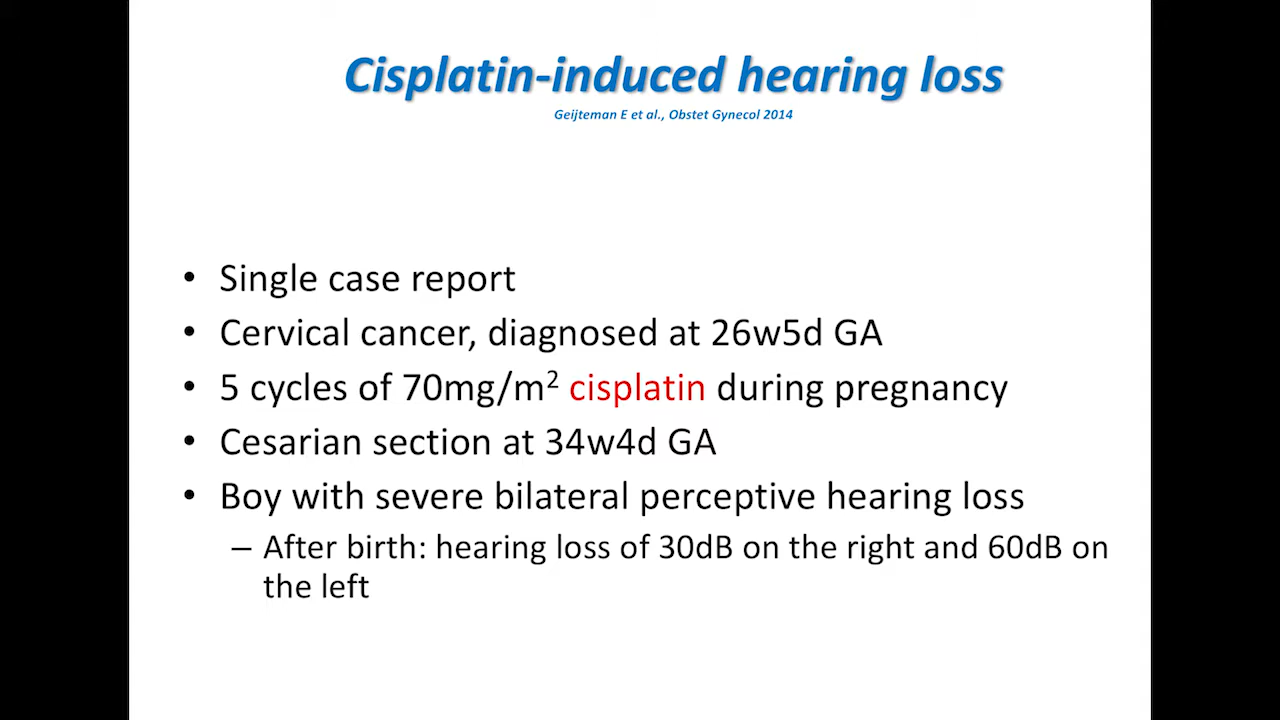 Cisplatin-induced hearing loss
Geijteman E et al., Obstet Gynecol 2014
• Single case report
• Cervical cancer, diagnosed at 26w5d GA
• 5 cycles of 70mg/m² cisplatin during pregnancy
• Cesarian section at 34w4d GA
• Boy with severe bilateral perceptive hearing loss
– After birth: hearing loss of 30dB on the right and 60dB on
the left